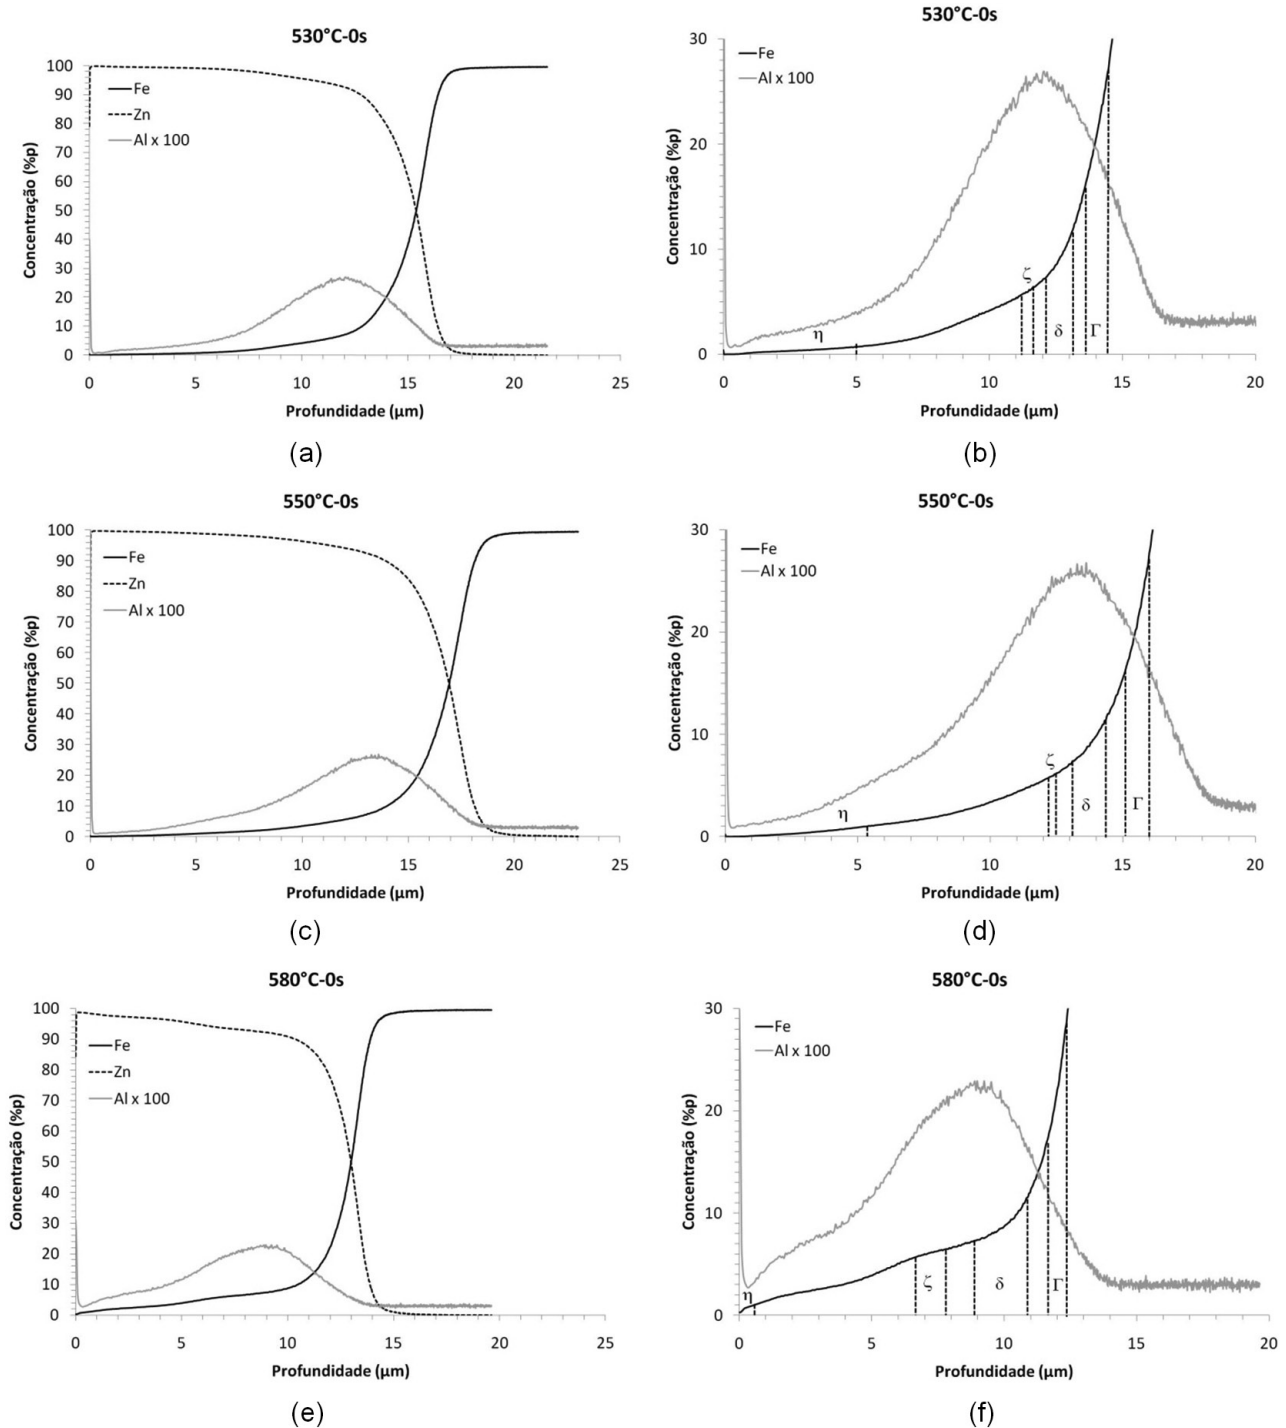 530°C-0s
Concentração (%p)
100
90
80
70
60
50
40
30
20
10
0
Fe
Zn
Al x 100
0 5 10 15 20 25
Profundidade (µm)
(a)
530°C-0s
Concentração (%p)
30
20
10
0
Fe
Al x 100
η ζ δ Γ
0 5 10 15 20
Profundidade (µm)
(b)
550°C-0s
Concentração (%p)
100
90
80
70
60
50
40
30
20
10
0
Fe
Zn
Al x 100
0 5 10 15 20 25
Profundidade (µm)
(c)
550°C-0s
Concentração (%p)
30
20
10
0
Fe
Al x 100
η ζ δ Γ
0 5 10 15 20
Profundidade (µm)
(d)
580°C-0s
Concentração (%p)
100
90
80
70
60
50
40
30
20
10
0
Fe
Zn
Al x 100
0 5 10 15 20 25
Profundidade (µm)
(e)
580°C-0s
Concentração (%p)
30
20
10
0
Fe
Al x 100
η ζ δ Γ
0 5 10 15 20
Profundidade (µm)
(f)